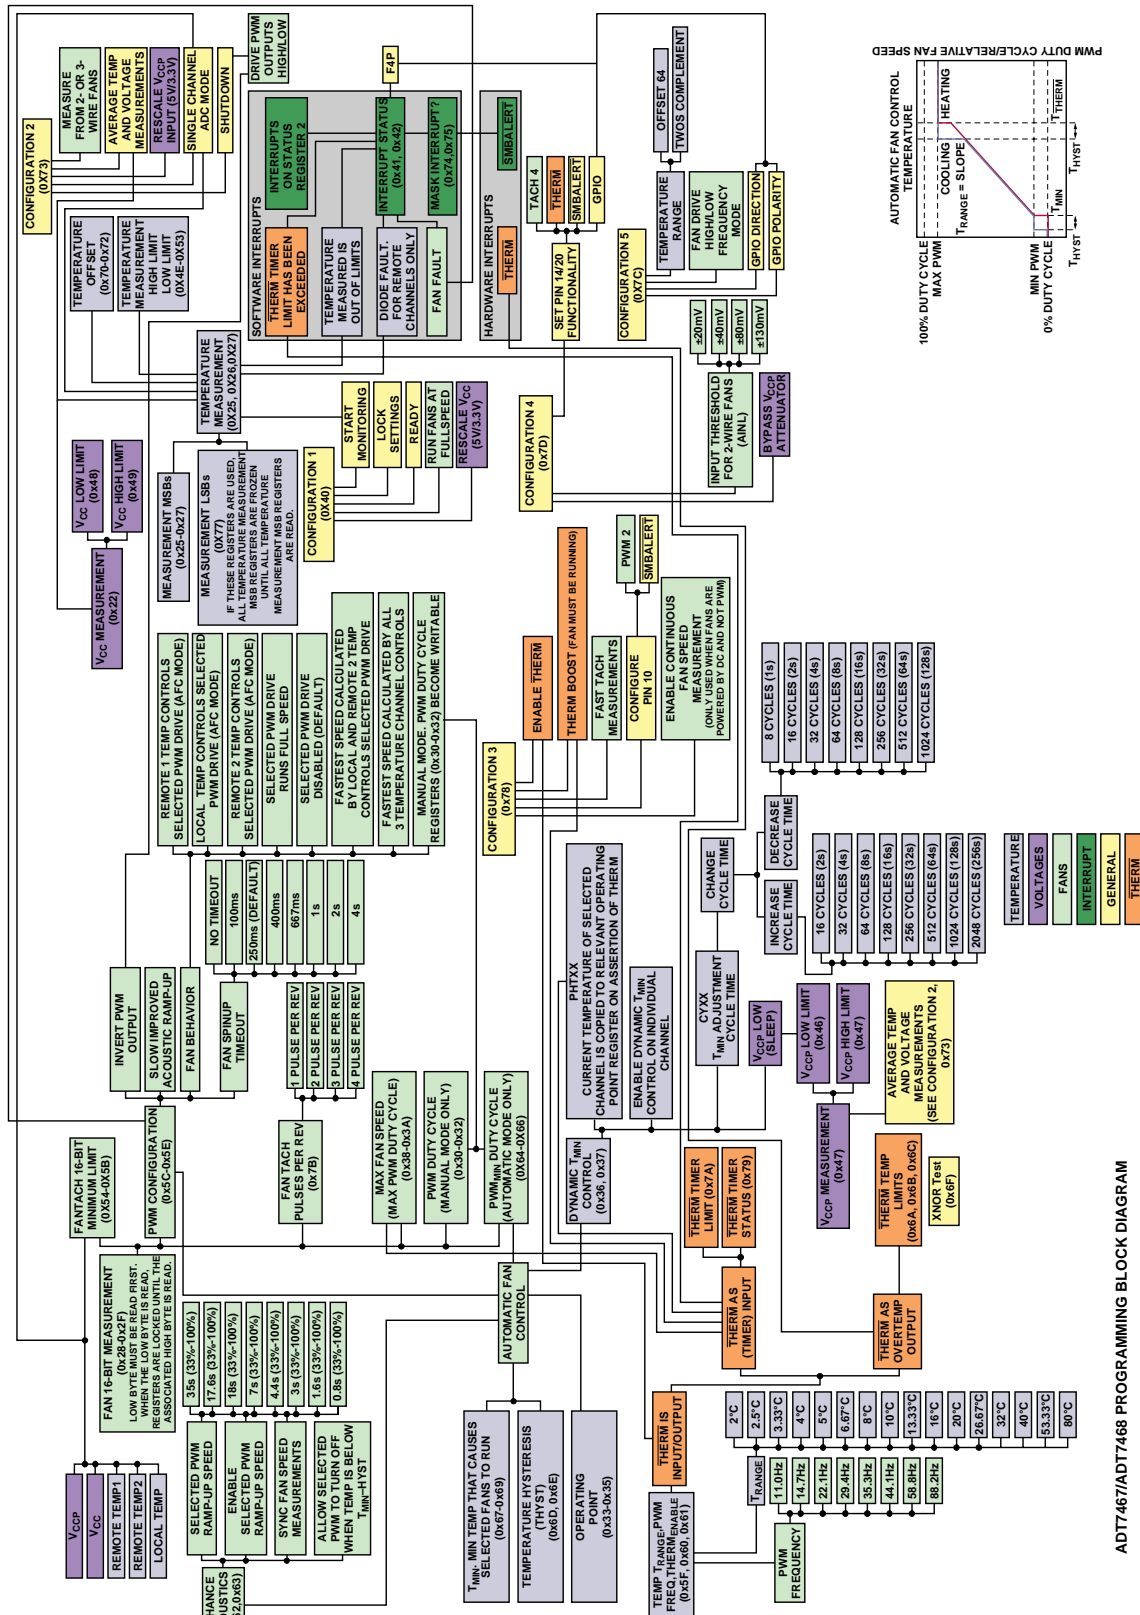 CONFIGURATION 2
(0X73)
MEASURE
FROM 2- OR 3-
WIRE FANS
AVERAGE TEMP
AND VOLTAGE
MEASUREMENTS
RESCALE VCCP
INPUT (5V/3.3V)
SINGLE CHANNEL
ADC MODE
SHUTDOWN
DRIVE PWM
OUTPUTS
HIGH/LOW
TEMPERATURE
OFFSET
(0x70-0x72)
TEMPERATURE
MEASUREMENT
HIGH LIMIT
LOW LIMIT
(0x4E-0X53)
SOFTWARE INTERRUPTS
INTERRUPTS
ON STATUS
REGISTER 2
THERM TIMER
LIMIT HAS BEEN
EXCEEDED
TEMPERATURE
MEASURED IS
OUT OF LIMITS
INTERRUPT STATUS
(0x41, 0x42)
F4P
DIODE FAULT.
FOR REMOTE
CHANNELS ONLY
FAN FAULT
MASK INTERRUPT?
(0x74,0x75)
HARDWARE INTERRUPTS
THERM
SMBALERT
TEMPERATURE
MEASUREMENT
(0X25, 0X26,0X27)
MEASUREMENT MSBs
(0x25-0x27)
MEASUREMENT LSBs
(0X77)
IF THESE REGISTERS ARE USED,
ALL TEMPERATURE MEASUREMENT
MSB REGISTERS ARE FROZEN
UNTIL ALL TEMPERATURE
MEASUREMENT MSB REGISTERS
ARE READ.
VCC LOW LIMIT
(0x48)
VCC HIGH LIMIT
(0x49)
VCC MEASUREMENT
(0x22)
CONFIGURATION 1
(0X40)
START
MONITORING
LOCK
SETTINGS
READY
RUN FANS AT
FULLSPEED
RESCALE VCC
(5V/3.3V)
SET PIN 14/20
FUNCTIONALITY
TACH 4
THERM
SMBALERT
GPIO
CONFIGURATION 5
(0x7C)
TEMPERATURE
RANGE
OFFSET 64
TWOS COMPLEMENT
FAN DRIVE
HIGH/LOW
FREQUENCY
MODE
GPIO DIRECTION
GPIO POLARITY
CONFIGURATION 4
(0x7D)
INPUT THRESHOLD
FOR 2-WIRE FANS
(AINL)
±20mV
±40mV
±80mV
±130mV
BYPASS VCCP
ATTENUATOR
AUTOMATIC FAN CONTROL
PWM DUTY CYCLE/RELATIVE FAN SPEED
TEMPERATURE
100% DUTY CYCLE
MAX PWM
COOLING
HEATING
TRANGE = SLOPE
MIN PWM
0% DUTY CYCLE
THYST
TMIN
THYST
TTHERM
REMOTE 1 TEMP CONTROLS
SELECTED PWM DRIVE (AFC MODE)
LOCAL TEMP CONTROLS SELECTED
PWM DRIVE (AFC MODE)
REMOTE 2 TEMP CONTROLS
SELECTED PWM DRIVE (AFC MODE)
SELECTED PWM DRIVE
RUNS FULL SPEED
SELECTED PWM DRIVE
DISABLED (DEFAULT)
FASTEST SPEED CALCULATED
BY LOCAL AND REMOTE 2 TEMP
CONTROLS SELECTED PWM DRIVE
FASTEST SPEED CALCULATED BY ALL
3 TEMPERATURE CHANNEL CONTROLS
MANUAL MODE. PWM DUTY CYCLE
REGISTERS (0x30-0x32) BECOME WRITABLE
INVERT PWM
OUTPUT
SLOW IMPROVED
ACOUSTIC RAMP-UP
FAN BEHAVIOR
FAN SPINUP
TIMEOUT
NO TIMEOUT
100ms
250ms (DEFAULT)
400ms
667ms
1s
2s
4s
CONFIGURATION 3
(0x78)
ENABLE THERM
THERM BOOST (FAN MUST BE RUNNING)
FAST TACH
MEASUREMENTS
CONFIGURE
PIN 10
PWM 2
SMBALERT
ENABLE CONTINUOUS
FAN SPEED
MEASUREMENT
(ONLY USED WHEN FANS ARE
POWERED BY DC AND NOT PWM)
FANTACH 16-BIT
MINIMUM LIMIT
(0X54-0X5B)
PWM CONFIGURATION
(0x5C-0x5E)
FAN 16-BIT MEASUREMENT
(0x28-0x2F)
LOW BYTE MUST BE READ FIRST.
WHEN THE LOW BYTE IS READ,
REGISTERS ARE LOCKED UNTIL THE
ASSOCIATED HIGH BYTE IS READ.
FAN TACH
PULSES PER REV
(0x7B)
1 PULSE PER REV
2 PULSE PER REV
3 PULSE PER REV
4 PULSE PER REV
MAX FAN SPEED
(MAX PWM DUTY CYCLE)
(0x38-0x3A)
PWM DUTY CYCLE
(MANUAL MODE ONLY)
(0x30-0x32)
PWMMIN DUTY CYCLE
(AUTOMATIC MODE ONLY)
(0X64-0X66)
VCCP
VCC
REMOTE TEMP1
REMOTE TEMP2
LOCAL TEMP
SELECTED PWM
RAMP-UP SPEED
ENABLE
SELECTED PWM
RAMP-UP SPEED
SYNC FAN SPEED
MEASUREMENTS
ALLOW SELECTED
PWM TO TURN OFF
WHEN TEMP IS BELOW
TMIN–HYST
35s (33%-100%)
17.6s (33%-100%)
18s (33%-100%)
7s (33%-100%)
4.4s (33%-100%)
3s (33%-100%)
1.6s (33%-100%)
0.8s (33%-100%)
AUTOMATIC FAN
CONTROL
TMIN. MIN TEMP THAT CAUSES
SELECTED FANS TO RUN
(0x67-0x69)
TEMPERATURE HYSTERESIS
(THYST)
(0x6D, 0x6E)
OPERATING
POINT
(0x33-0x35)
DYNAMIC TMIN
CONTROL
(0x36, 0x37)
PHTXX
CURRENT TEMPERATURE OF SELECTED
CHANNEL IS COPIED TO RELEVANT OPERATING
POINT REGISTER ON ASSERTION OF THERM
ENABLE DYNAMIC TMIN
CONTROL ON INDIVIDUAL
CHANNEL
CYXX
TMIN ADJUSTMENT
CYCLE TIME
CHANGE
CYCLE TIME
DECREASE
CYCLE TIME
8 CYCLES (1s)
16 CYCLES (2s)
32 CYCLES (4s)
64 CYCLES (8s)
128 CYCLES (16s)
256 CYCLES (32s)
512 CYCLES (64s)
1024 CYCLES (128s)
INCREASE
CYCLE TIME
16 CYCLES (2s)
32 CYCLES (4s)
64 CYCLES (8s)
128 CYCLES (16s)
256 CYCLES (32s)
512 CYCLES (64s)
1024 CYCLES (128s)
2048 CYCLES (256s)
VCCP LOW
(SLEEP)
VCCP MEASUREMENT
(0x47)
VCCP LOW LIMIT
(0x46)
VCCP HIGH LIMIT
(0x47)
AVERAGE TEMP
AND VOLTAGE
MEASUREMENTS
(SEE CONFIGURATION 2,
0x73)
THERM TIMER
LIMIT (0x7A)
THERM TIMER
STATUS (0x79)
THERM AS
(TIMER) INPUT
THERM AS
OVERTEMP
OUTPUT
THERM TEMP
LIMITS
(0x6A, 0x6B, 0x6C)
XNOR Test
(0x6F)
THERM IS
INPUT/OUTPUT
TEMP TRANGE,PWM
FREQ,THERMENABLE
(0x5F, 0x60, 0x61)
TRANGE
2°C
2.5°C
3.33°C
4°C
5°C
6.67°C
8°C
10°C
13.33°C
16°C
20°C
26.67°C
32°C
40°C
53.33°C
80°C
PWM
FREQUENCY
11.0Hz
14.7Hz
22.1Hz
29.4Hz
35.3Hz
44.1Hz
58.8Hz
88.2Hz
TEMPERATURE
VOLTAGES
FANS
INTERRUPT
GENERAL
THERM
ADT7467/ADT7468 PROGRAMMING BLOCK DIAGRAM